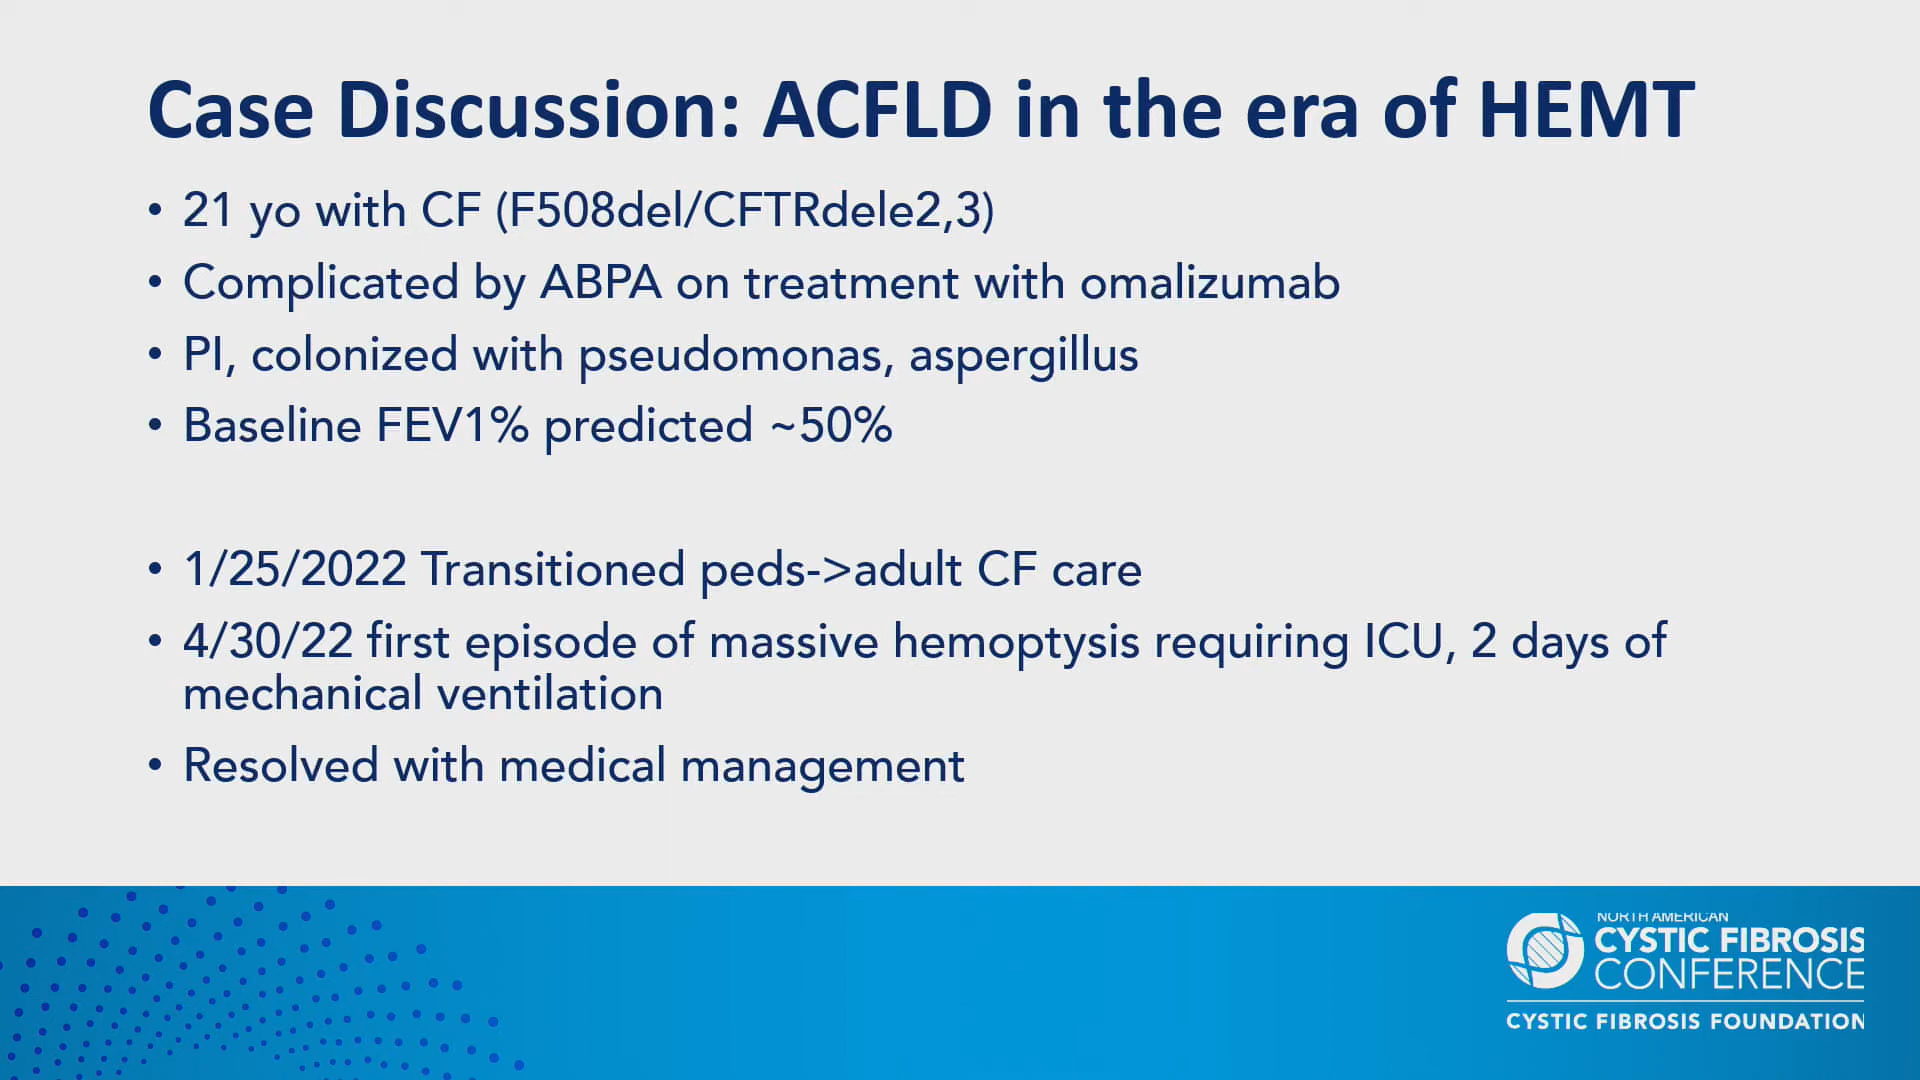 Case Discussion: ACFLD in the era of HEMT
• 21 yo with CF (F508del/CFTRdele2,3)
• Complicated by ABPA on treatment with omalizumab
• PI, colonized with pseudomonas, aspergillus
• Baseline FEV1% predicted ~50%
• 1/25/2022 Transitioned peds->adult CF care
• 4/30/22 first episode of massive hemoptysis requiring ICU, 2 days of
mechanical ventilation
• Resolved with medical management
NORTH AMERICAN
CYSTIC FIBROSIS
CONFERENCE
CYSTIC FIBROSIS FOUNDATION